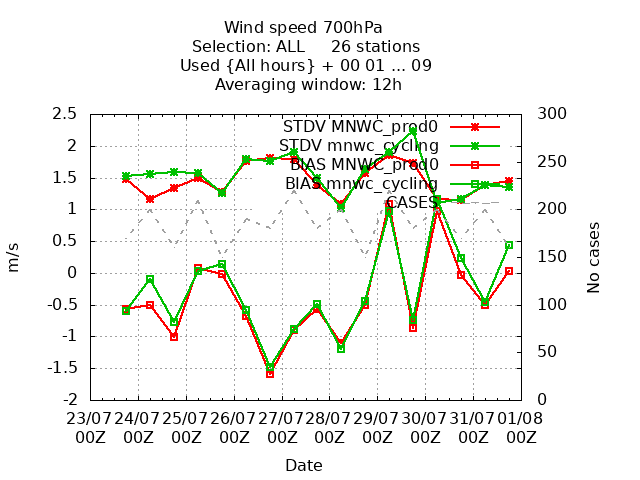 Wind speed 700hPa
Selection: ALL 26 stations
Used {All hours} + 00 01 ... 09
Averaging window: 12h
STDV MNWC_prod0
STDV mnwc_cycling
BIAS MNWC_prod0
BIAS mnwc_cycling
CASES
2.5
2
1.5
1
0.5
0
-0.5
-1
-1.5
-2
m/s
300
250
200
150
100
50
0
No cases
23/07 24/07 25/07 26/07 27/07 28/07 29/07 30/07 31/07 01/08
00Z 00Z 00Z 00Z 00Z 00Z 00Z 00Z 00Z 00Z
Date